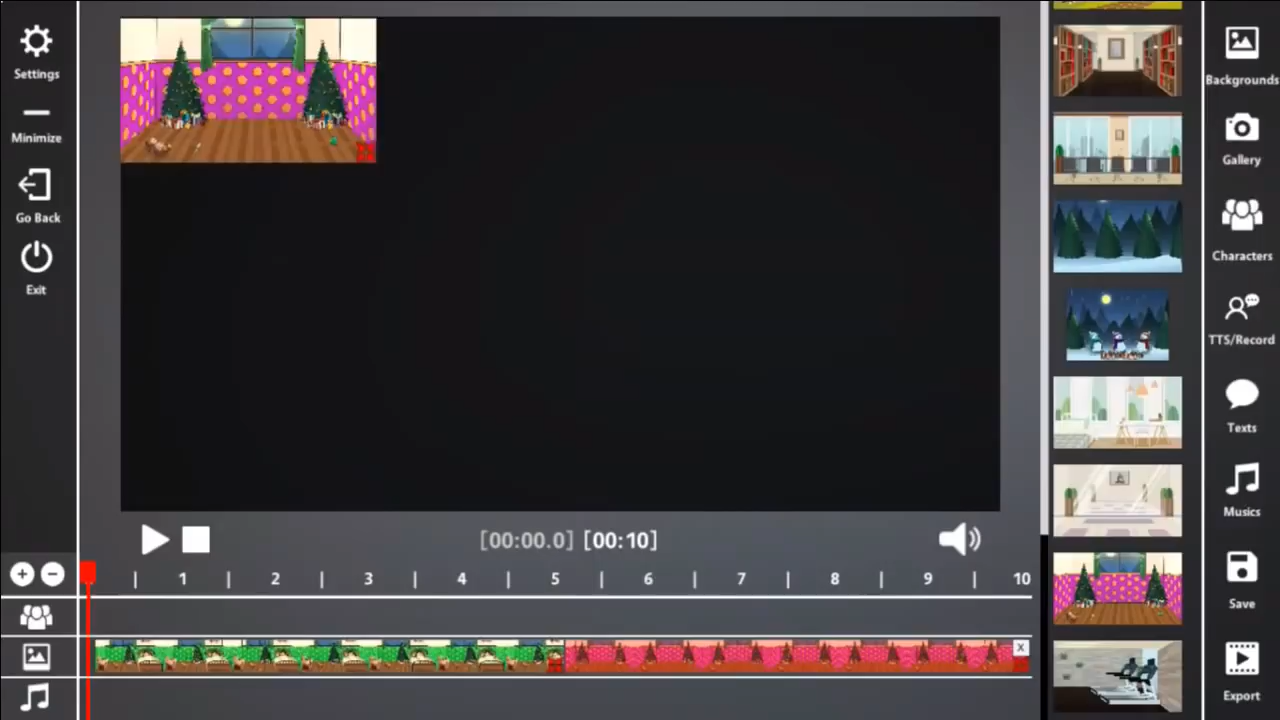 Settings
Minimize
Go Back
Exit
[00:00.0] [00:10]
1 2 3 4 5 6 7 8 9 10
X
Backgrounds
Gallery
Characters
TTS/Record
Texts
Musics
Save
Export